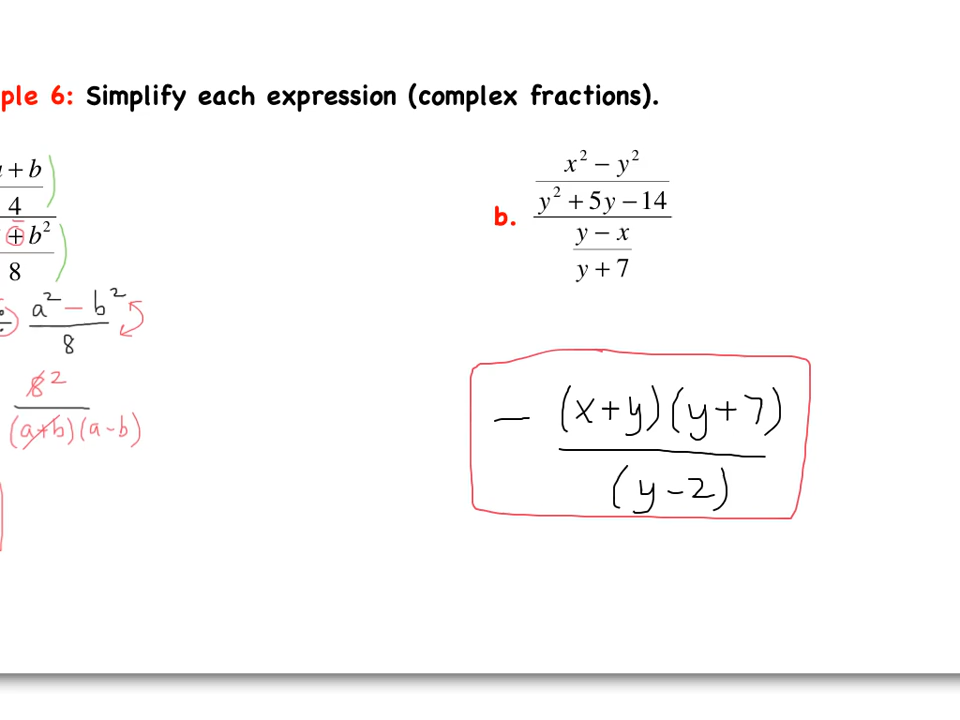 ple 6: Simplify each expression (complex fractions).
+ b
4
+ b²
8
a² − b²
8
8 2
(a+b)(a-b)
b.
x² − y²
y² + 5y − 14
y − x
y + 7
− (x+y)(y+7)
(y-2)